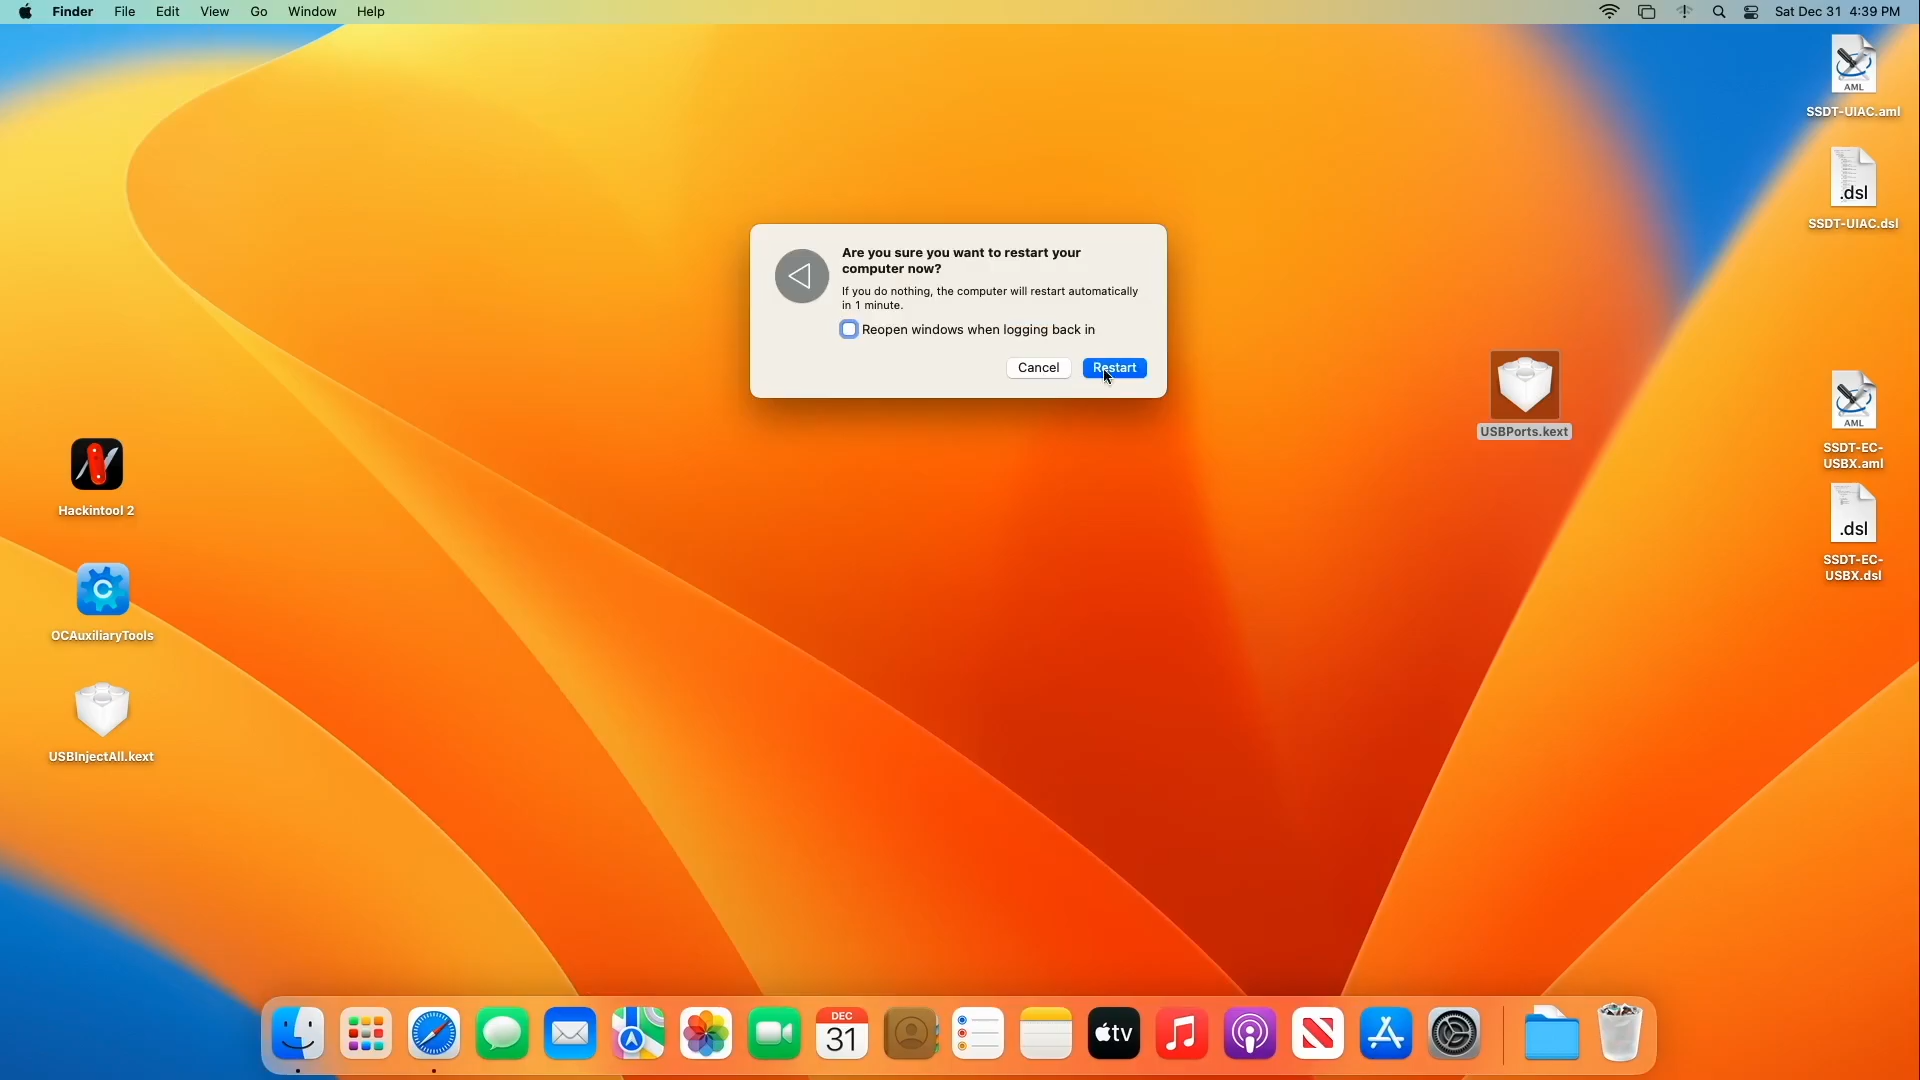 Finder File Edit View Go Window Help
Sat Dec 31 4:39 PM
AML
SSDT-UIAC.aml
.dsl
SSDT-UIAC.dsl
Are you sure you want to restart your
computer now?
If you do nothing, the computer will restart automatically
in 1 minute.
Reopen windows when logging back in
Cancel
Restart
USBPorts.kext
AML
SSDT-EC-
USBX.aml
.dsl
SSDT-EC-
USBX.dsl
Hackintool 2
OCAuxiliaryTools
USBInjectAll.kext
DEC
31
tv